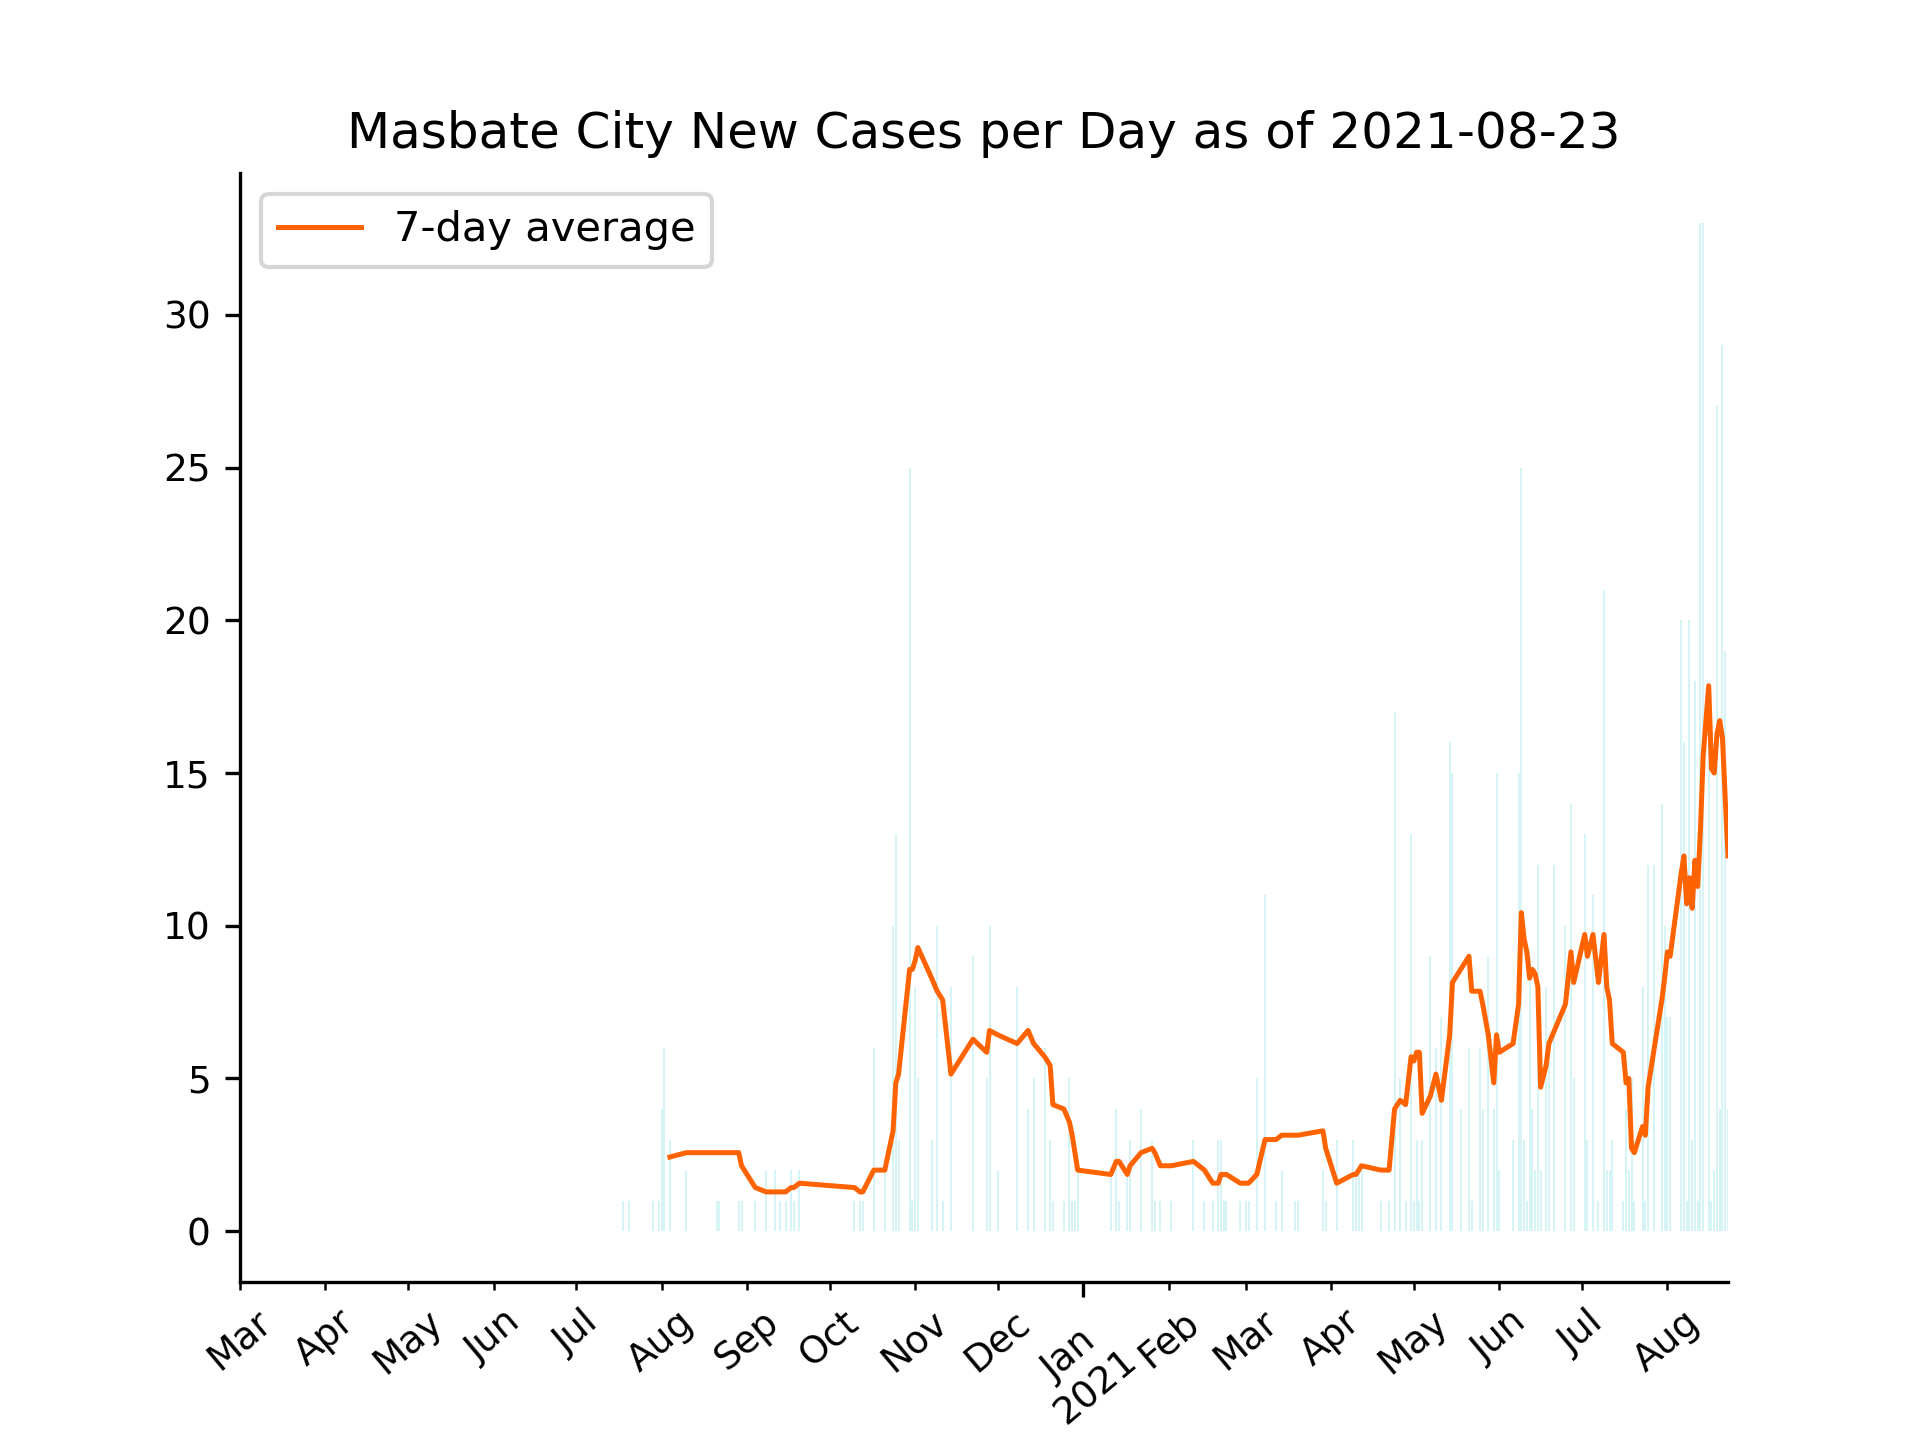 Masbate City New Cases per Day as of 2021-08-23
7-day average
30
25
20
15
10
5
0
Mar Apr May Jun Jul Aug Sep Oct Nov Dec Jan Feb Mar Apr May Jun Jul Aug
2021